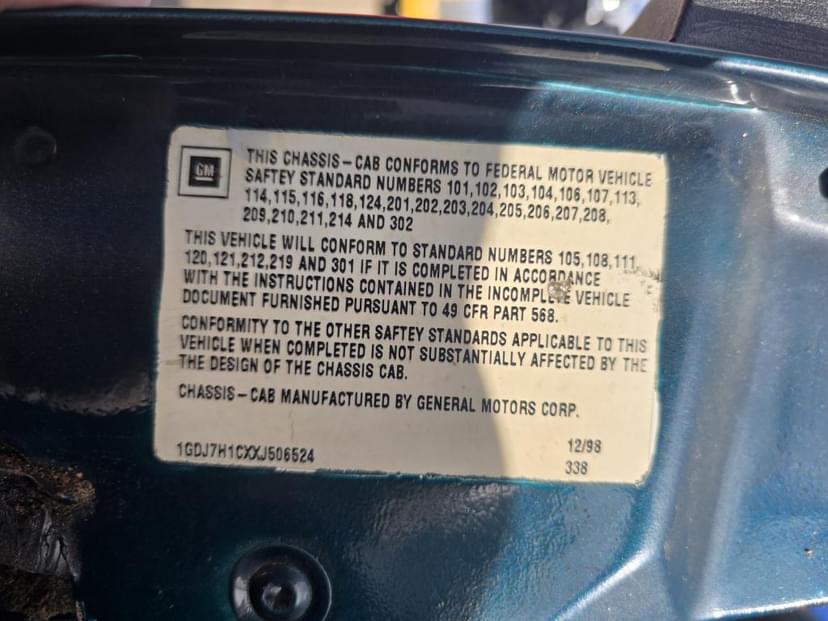 GM
THIS CHASSIS-CAB CONFORMS TO FEDERAL MOTOR VEHICLE
SAFTEY STANDARD NUMBERS 101,102,103,104,106,107,113,
114,115,116,118,124,201,202,203,204,205,206,207,208,
209,210,211,214 AND 302
THIS VEHICLE WILL CONFORM TO STANDARD NUMBERS 105,108,111
120,121,212,219 AND 301 IF IT IS COMPLETED IN ACCORDANCE
WITH THE INSTRUCTIONS CONTAINED IN THE INCOMPLETE VEHICLE
DOCUMENT FURNISHED PURSUANT TO 49 CFR PART 568.
CONFORMITY TO THE OTHER SAFTEY STANDARDS APPLICABLE TO THIS
VEHICLE WHEN COMPLETED IS NOT SUBSTANTIALLY AFFECTED BY THE
THE DESIGN OF THE CHASSIS CAB.
CHASSIS-CAB MANUFACTURED BY GENERAL MOTORS CORP.
1GDJ7H1CXXJ506524
12/98
338